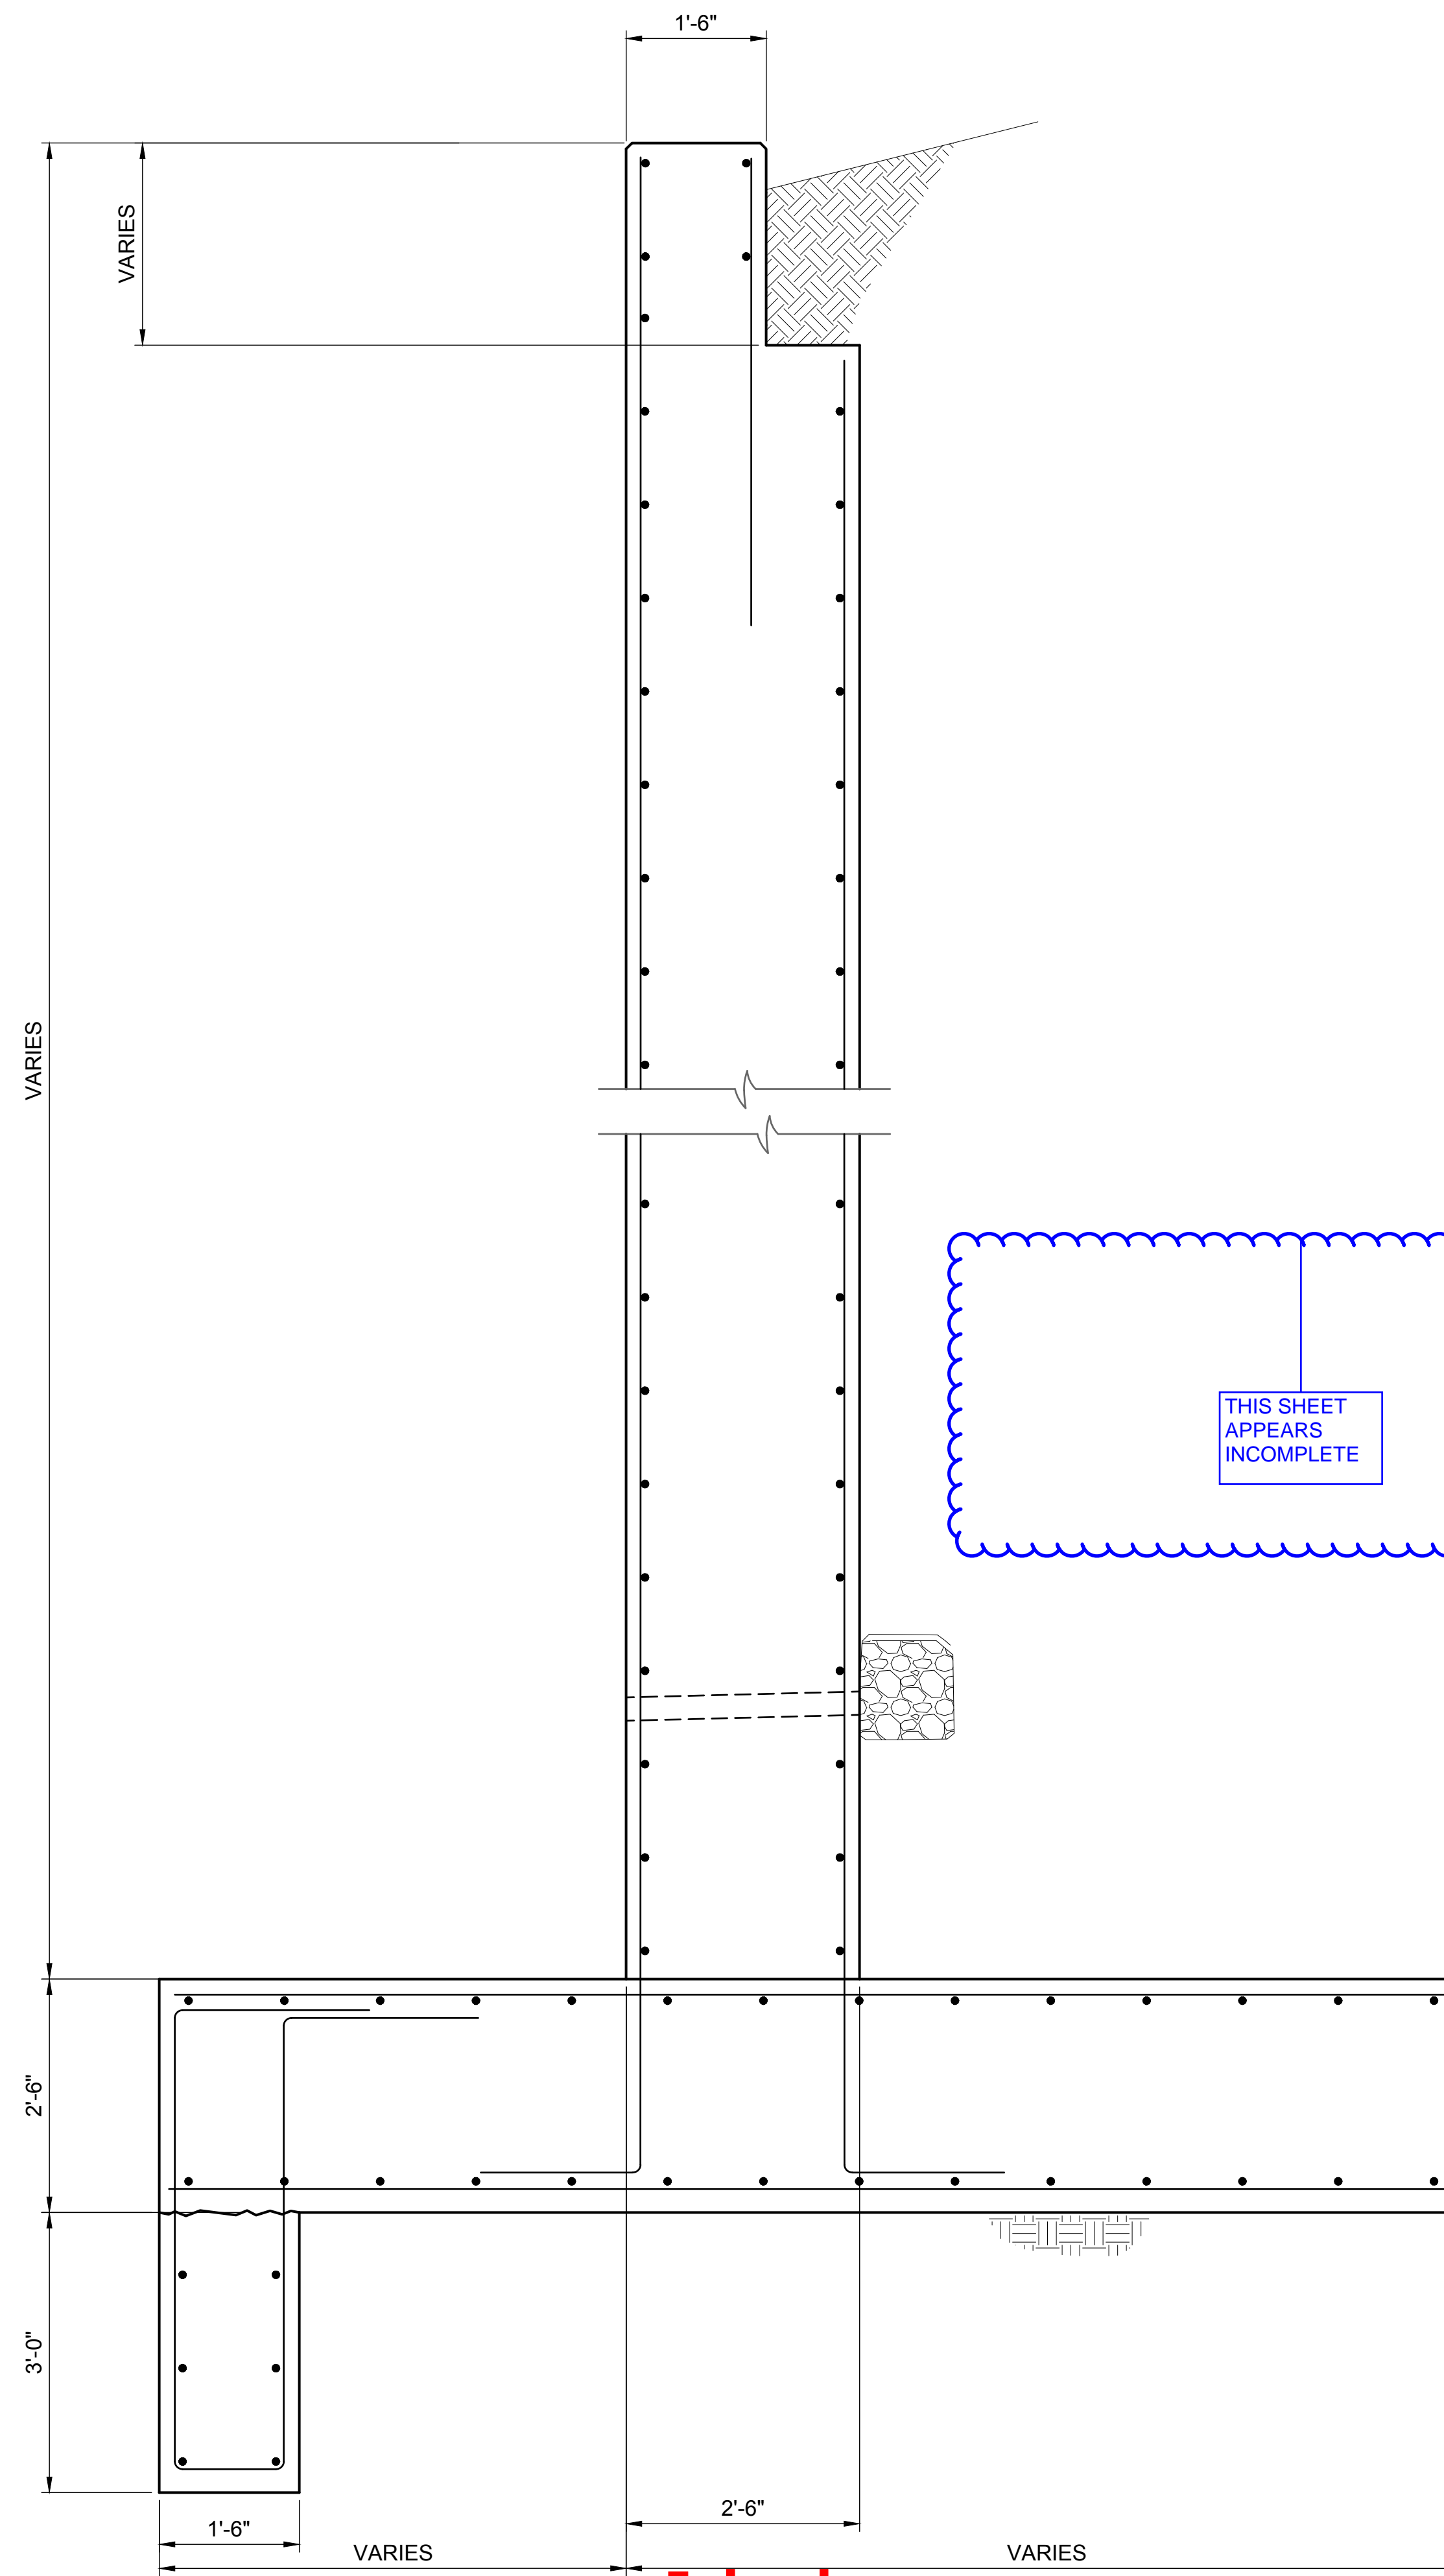 1'-6"
VARIES
VARIES
THIS SHEET
APPEARS
INCOMPLETE
2'-6"
3'-0"
1'-6"
2'-6"
VARIES
VARIES